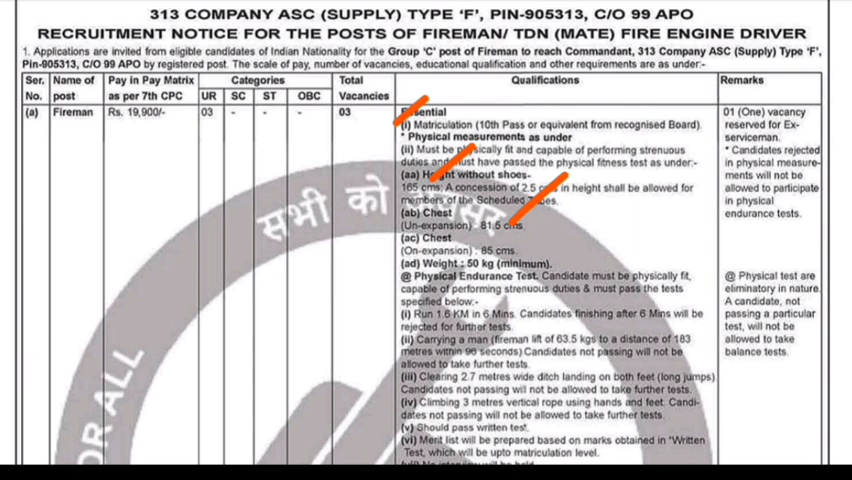 313 COMPANY ASC (SUPPLY) TYPE 'F', PIN-905313, C/O 99 APO
RECRUITMENT NOTICE FOR THE POSTS OF FIREMAN/ TDN (MATE) FIRE ENGINE DRIVER
1. Applications are invited from eligible candidates of Indian Nationality for the Group 'C' post of Fireman to reach Commandant, 313 Company ASC (Supply) Type 'F',
Pin-905313, C/O 99 APO by registered post. The scale of pay, number of vacancies, educational qualification and other requirements are as under:-
Ser. No.
Name of post
Pay in Pay Matrix as per 7th CPC
Categories
UR SC ST OBC
Total Vacancies
Qualifications
Remarks
(a) Fireman Rs. 19,900/- 03 - - - 03
Essential
(i) Matriculation (10th Pass or equivalent from recognised Board).
* Physical measurements as under
(ii) Must be physically fit and capable of performing strenuous
duties and must have passed the physical fitness test as under:-
(aa) Height without shoes-
165 cms. A concession of 2.5 cms in height shall be allowed for
members of the Scheduled Tribes.
(ab) Chest
(Un-expansion) : 81.5 cms.
(ac) Chest
(On-expansion) : 85 cms.
(ad) Weight : 50 kg (minimum).
@ Physical Endurance Test. Candidate must be physically fit,
capable of performing strenuous duties & must pass the tests
specified below:-
(i) Run 1.6 KM in 6 Mins. Candidates finishing after 6 Mins will be
rejected for further tests.
(ii) Carrying a man (fireman lift of 63.5 kgs to a distance of 183
metres within 96 seconds) Candidates not passing will not be
allowed to take further tests.
(iii) Clearing 2.7 metres wide ditch landing on both feet (long jumps)
Candidates not passing will not be allowed to take further tests.
(iv) Climbing 3 metres vertical rope using hands and feet. Candi-
dates not passing will not be allowed to take further tests.
(v) Should pass written test.
(vi) Merit list will be prepared based on marks obtained in "Written
Test, which will be upto matriculation level.
01 (One) vacancy
reserved for Ex-
serviceman.
* Candidates rejected
in physical measure-
ments will not be
allowed to participate
in physical
endurance tests.
@ Physical test are
eliminatory in nature.
A candidate, not
passing a particular
test, will not be
allowed to take
balance tests.
सभी को
OR ALL